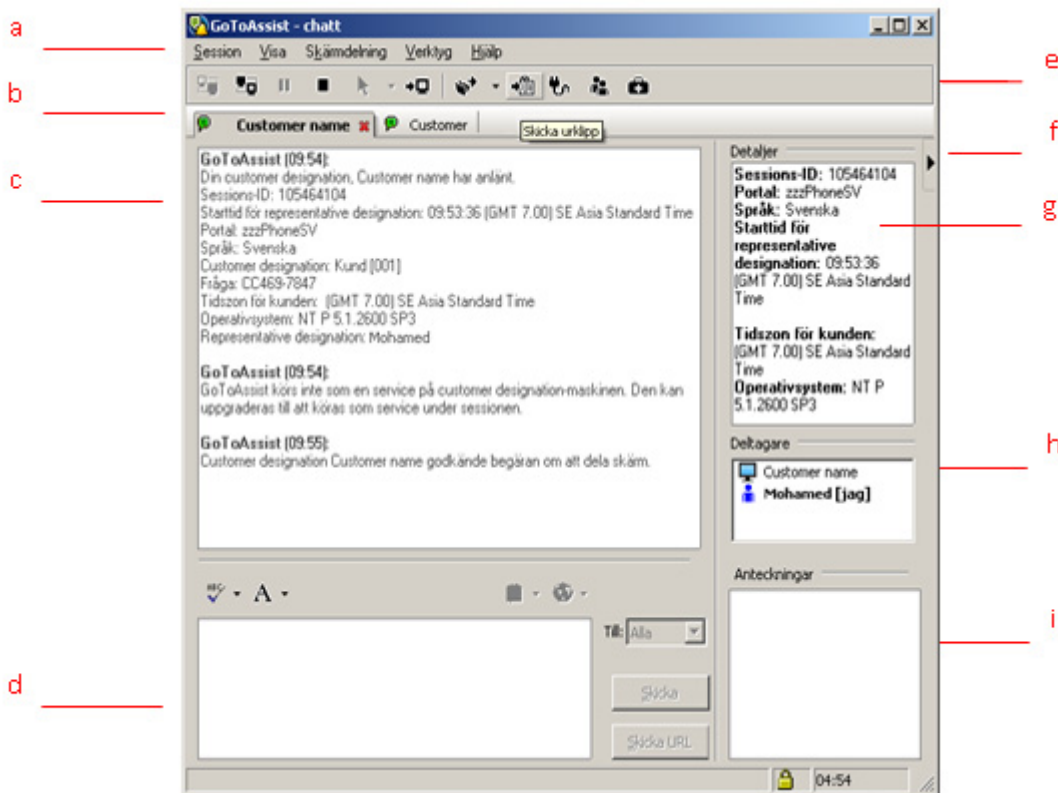 GoToAssist - chatt
a
Session Visa Skärmdelning Verktyg Hjälp
e
b
Customer name Customer
Skicka urklipp
f
c
GoToAssist (09:54):
Din customer designation, Customer name har anlänt.
Sessions-ID: 105464104
Starttid för representative designation: 09:53:36 (GMT 7.00) SE Asia Standard Time
Portal: zzzPhoneSV
Språk: Svenska
Customer designation: Kund [001]
Fråga: CC469-7847
Tidszon för kunden: (GMT 7.00) SE Asia Standard Time
Operativsystem: NT P 5.1.2600 SP3
Representative designation: Mohamed
GoToAssist (09:54):
GoToAssist körs inte som en service på customer designation-maskinen. Den kan
uppgraderas till att köras som service under sessionen.
GoToAssist (09:55):
Customer designation Customer name godkände begäran om att dela skärm.
Detaljer
Sessions-ID: 105464104
Portal: zzzPhoneSV
Språk: Svenska
Starttid för
representative
designation: 09:53:36
(GMT 7.00) SE Asia Standard
Time
Tidszon för kunden:
(GMT 7.00) SE Asia Standard
Time
Operativsystem: NT P
5.1.2600 SP3
g
Deltagare
Customer name
Mohamed [jag]
h
Anteckningar
i
ABC
A
Till: Alla
d
Skicka
Skicka URL
04:54